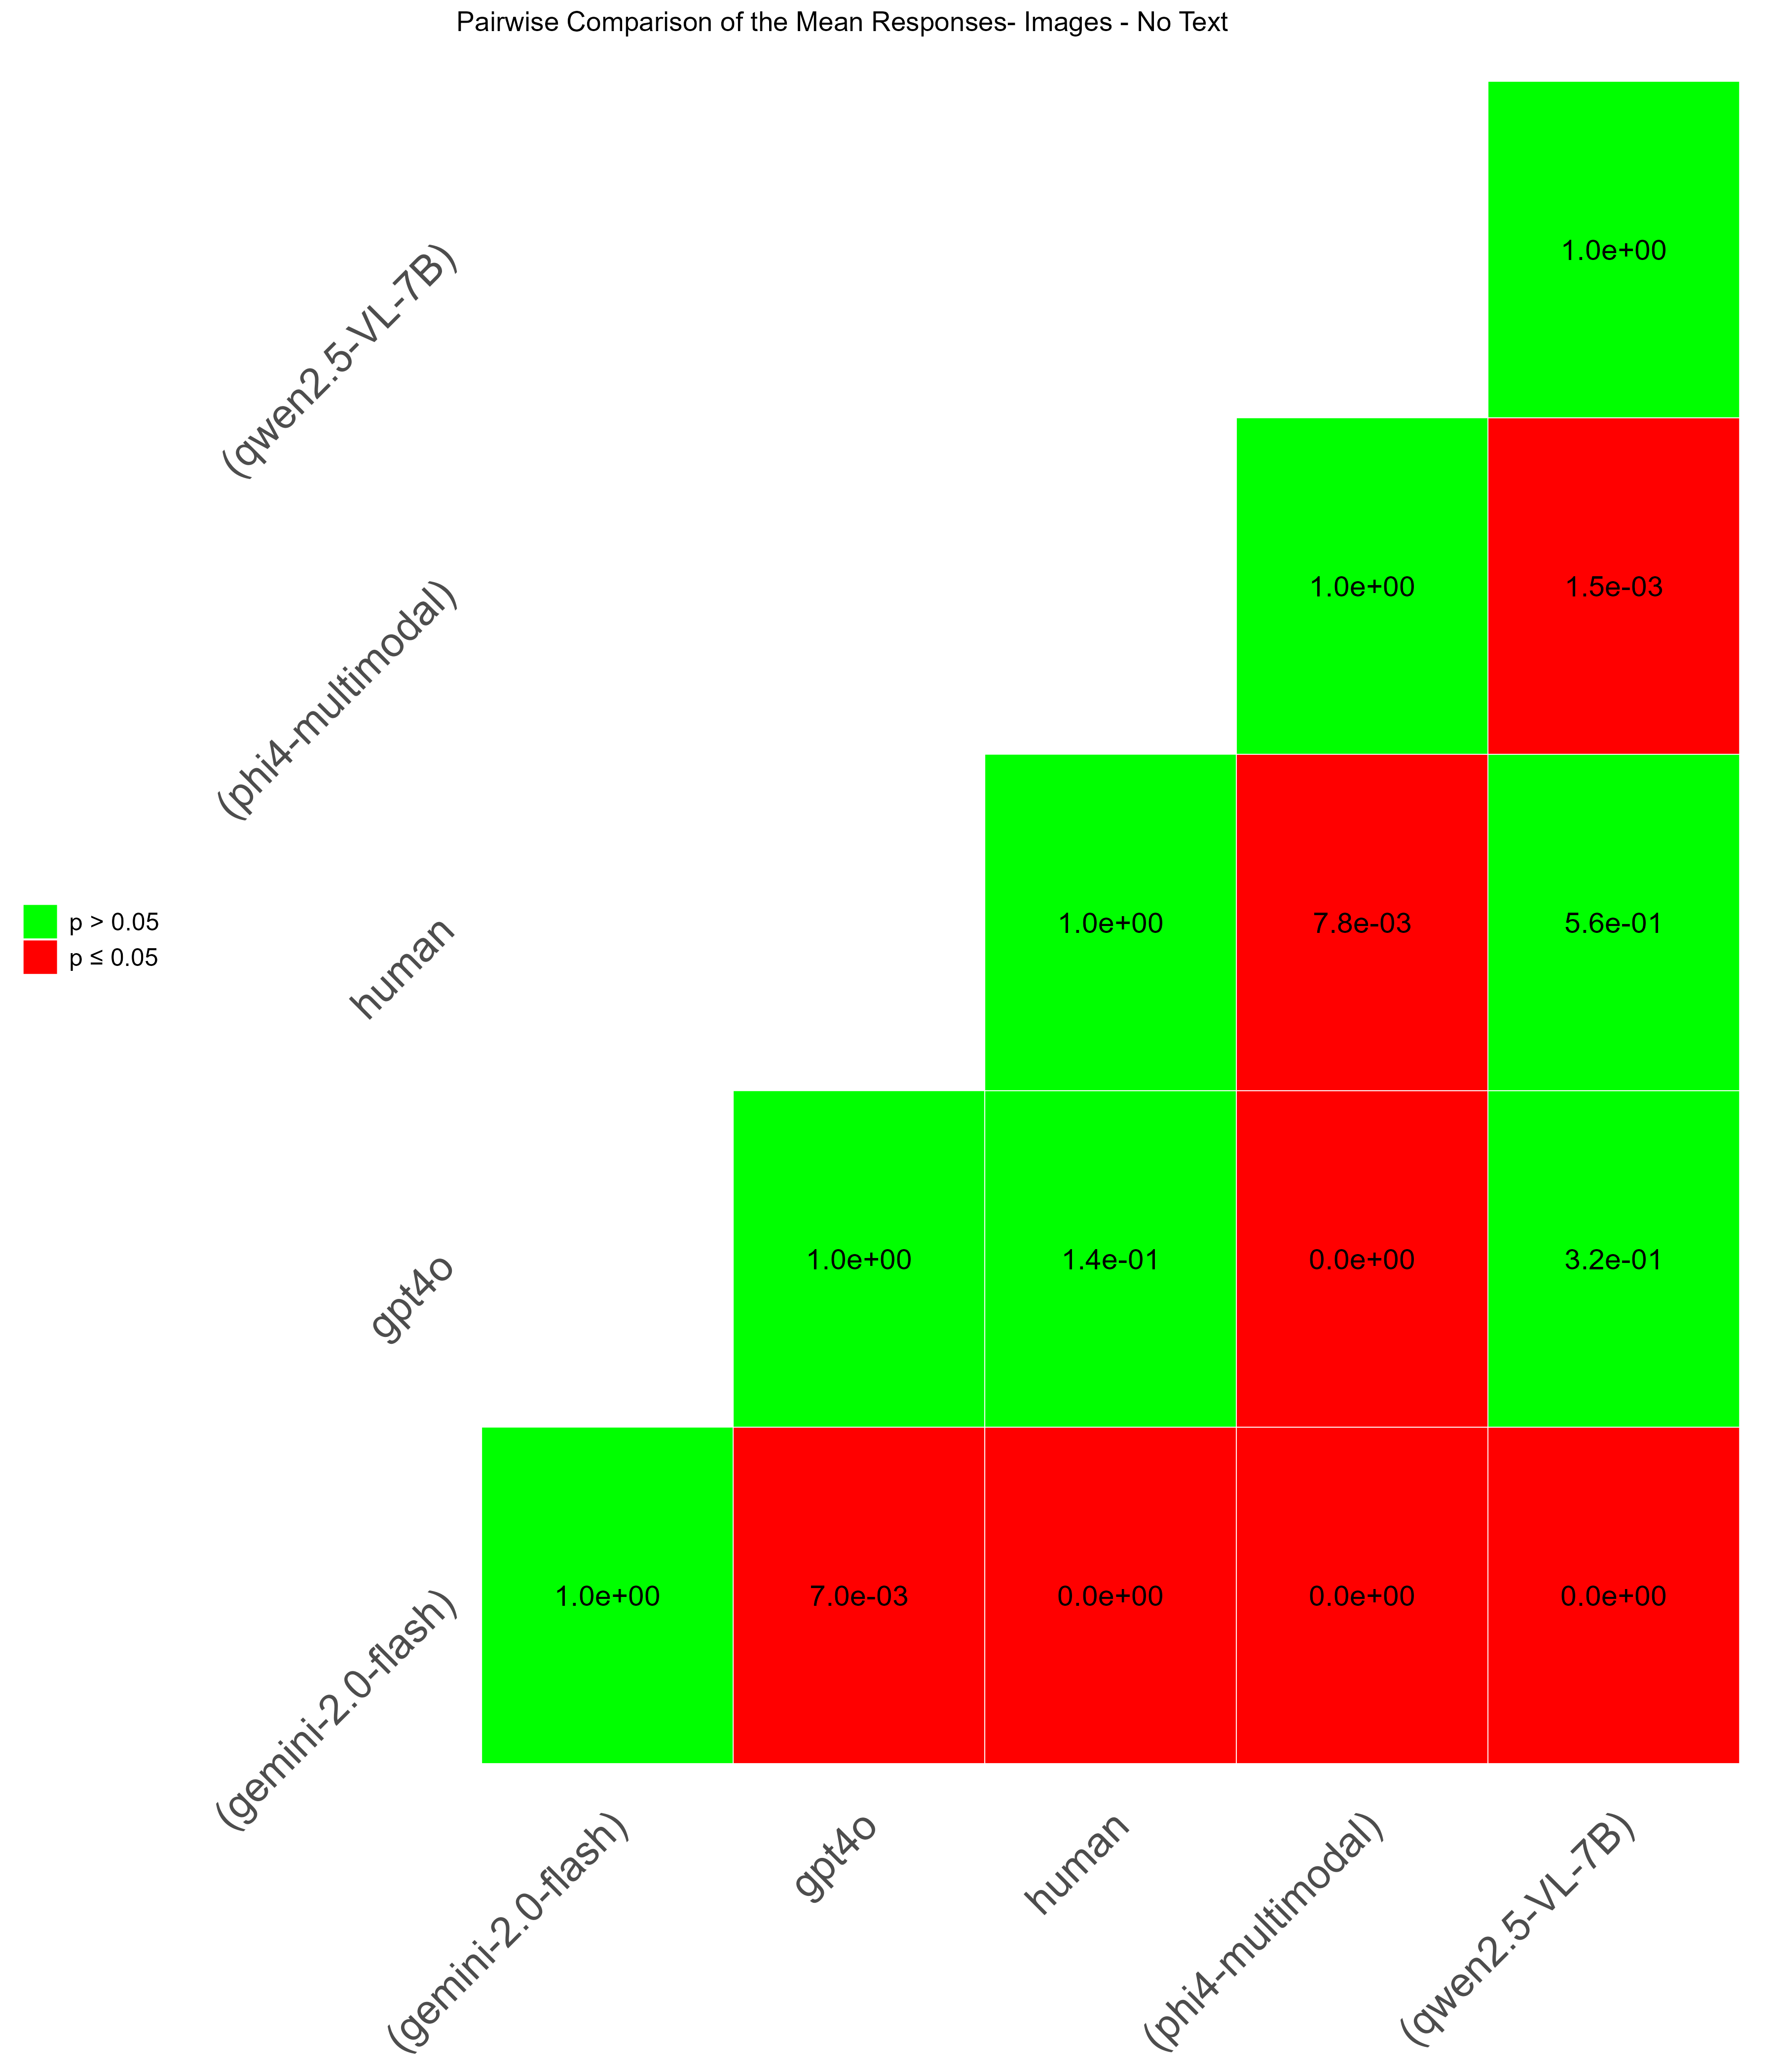 Pairwise Comparison of the Mean Responses- Images - No Text
(qwen2.5-VL-7B)
1.0e+00
(phi4-multimodal)
1.0e+00
1.5e-03
p > 0.05
p ≤ 0.05
human
1.0e+00
7.8e-03
5.6e-01
gpt4o
1.0e+00
1.4e-01
0.0e+00
3.2e-01
(gemini-2.0-flash)
1.0e+00
7.0e-03
0.0e+00
0.0e+00
0.0e+00
(gemini-2.0-flash)
gpt4o
human
(phi4-multimodal)
(qwen2.5-VL-7B)